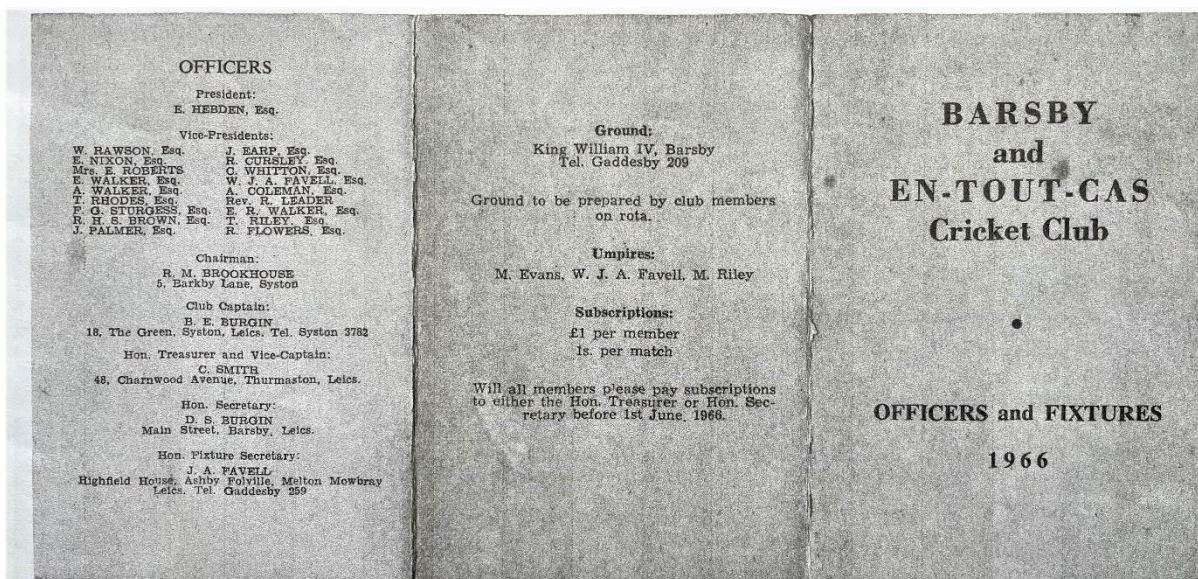 OFFICERS
President:
E. HEBDEN, Esq.
Vice-Presidents:
W. RAWSON, Esq. J. EARP, Esq.
E. NIXON, Esq. R. CURSLEY, Esq.
Mrs. E. ROBERTS C. WHITTON, Esq.
E. WALKER, Esq. W. J. A. FAVELL, Esq.
A. WALKER, Esq. A. COLEMAN, Esq.
T. RHODES, Esq. Rev. R. LEADER
F. G. STURGESS, Esq. E. R. WALKER, Esq.
R. H. S. BROWN, Esq. T. RILEY, Esq.
J. PALMER, Esq. R. FLOWERS, Esq.
Chairman:
R. M. BROOKHOUSE
5, Barkby Lane, Syston
Club Captain:
B. E. BURGIN
18, The Green, Syston, Leics. Tel. Syston 3782
Hon. Treasurer and Vice-Captain:
C. SMITH
48, Charnwood Avenue, Thurmaston, Leics.
Hon. Secretary:
D. S. BURGIN
Main Street, Barsby, Leics.
Hon. Fixture Secretary:
J. A. FAVELL
Highfield House, Ashby Folville, Melton Mowbray
Leics. Tel. Gaddesby 259
Ground:
King William IV, Barsby
Tel. Gaddesby 209
Ground to be prepared by club members
on rota.
Umpires:
M. Evans, W. J. A. Favell, M. Riley
Subscriptions:
£1 per member
1s. per match
Will all members please pay subscriptions
to either the Hon. Treasurer or Hon. Sec-
retary before 1st June, 1966.
BARSBY
and
EN-TOUT-CAS
Cricket Club
OFFICERS and FIXTURES
1966